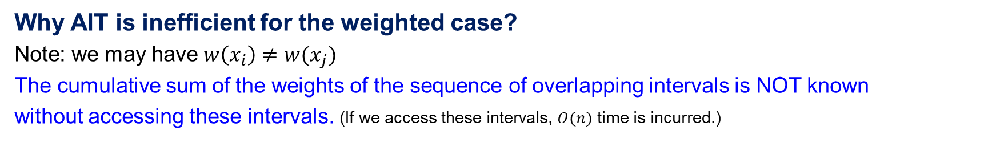 Why AIT is inefficient for the weighted case?
Note: we may have w(x_i) ≠ w(x_j)
The cumulative sum of the weights of the sequence of overlapping intervals is NOT known
without accessing these intervals. (If we access these intervals, O(n) time is incurred.)